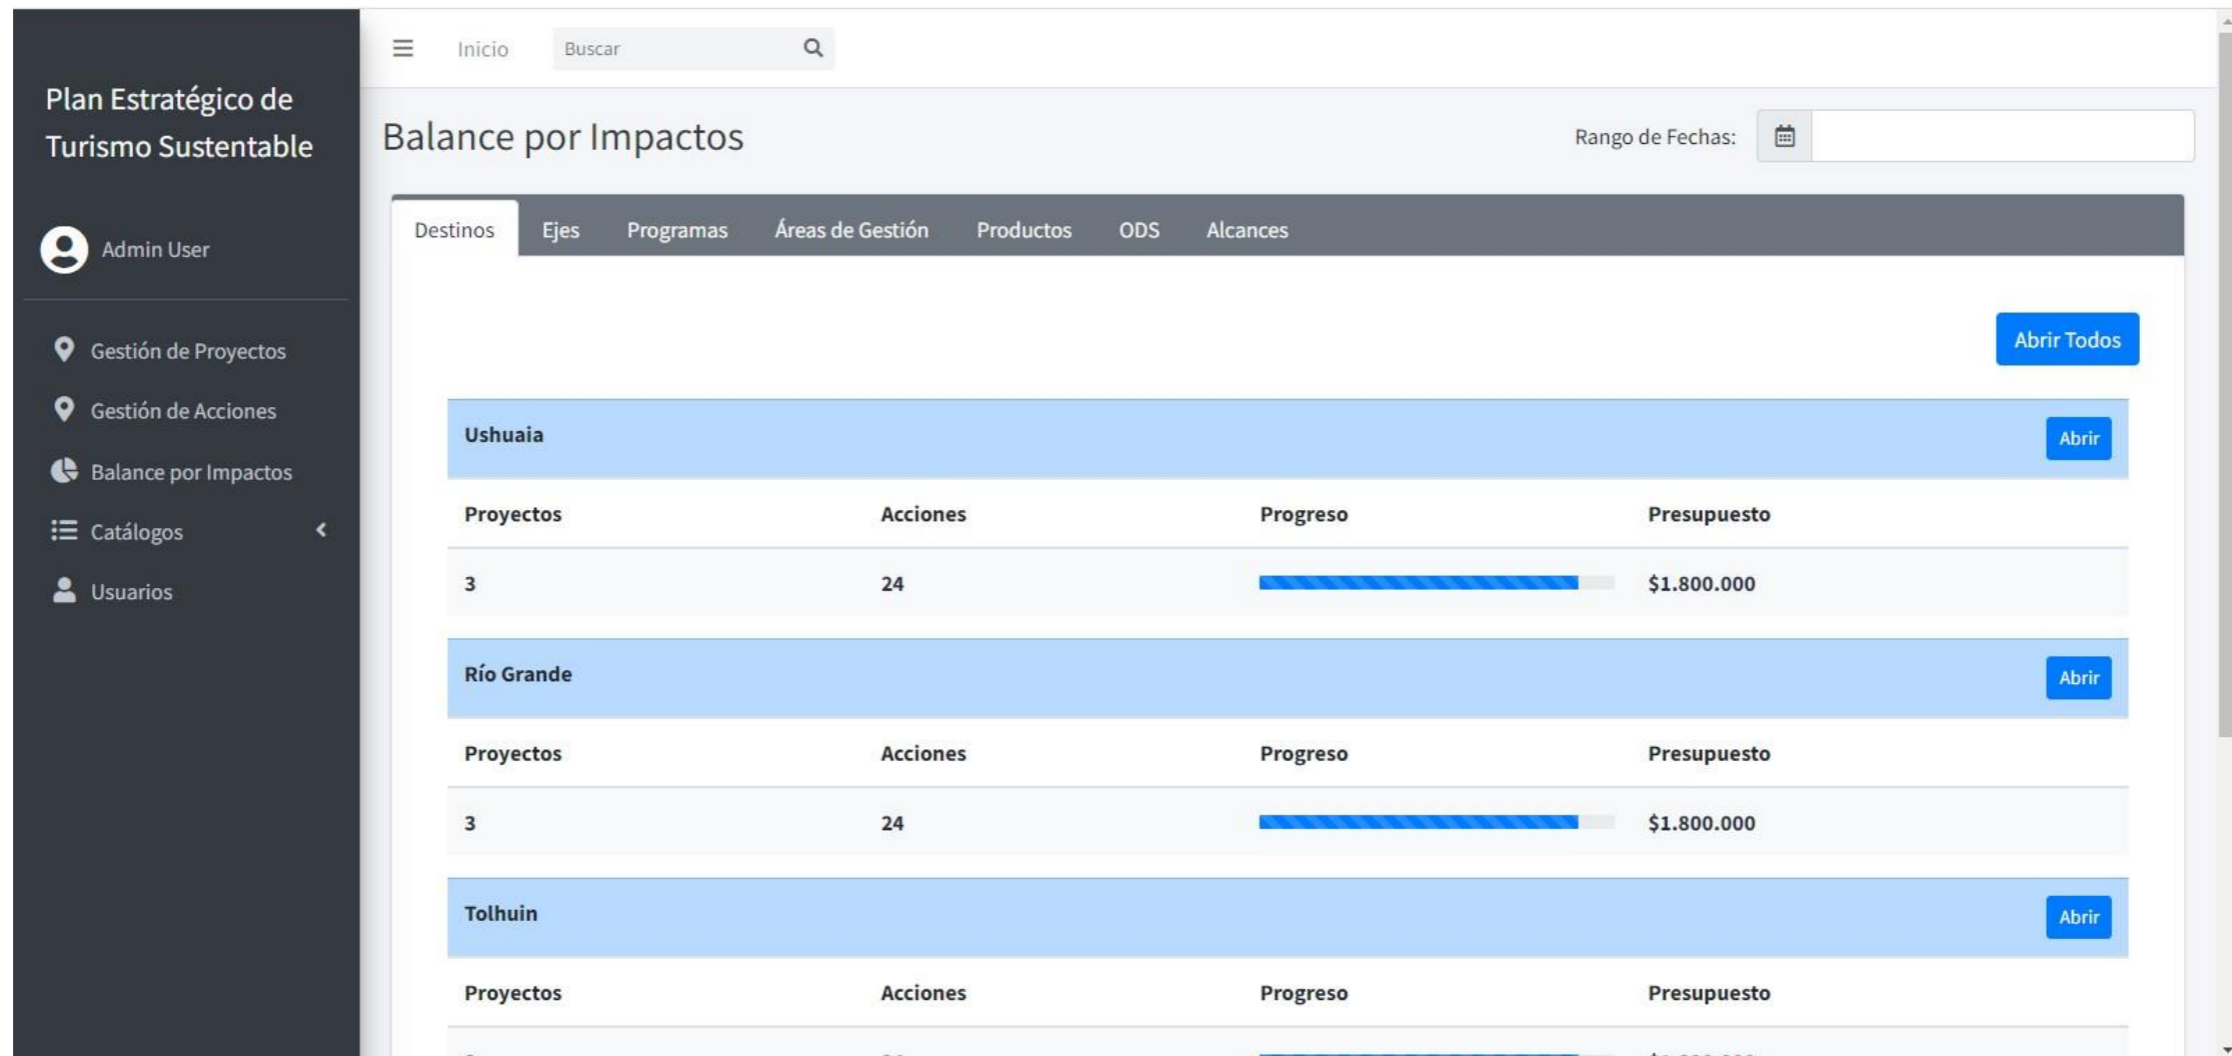 Plan Estratégico de
Turismo Sustentable
Admin User
Gestión de Proyectos
Gestión de Acciones
Balance por Impactos
Catálogos
Usuarios
Inicio Buscar
Balance por Impactos Rango de Fechas:
Destinos Ejes Programas Áreas de Gestión Productos ODS Alcances
Abrir Todos
Ushuaia Abrir
Proyectos Acciones Progreso Presupuesto
3 24 $1.800.000
Río Grande Abrir
Proyectos Acciones Progreso Presupuesto
3 24 $1.800.000
Tolhuin Abrir
Proyectos Acciones Progreso Presupuesto